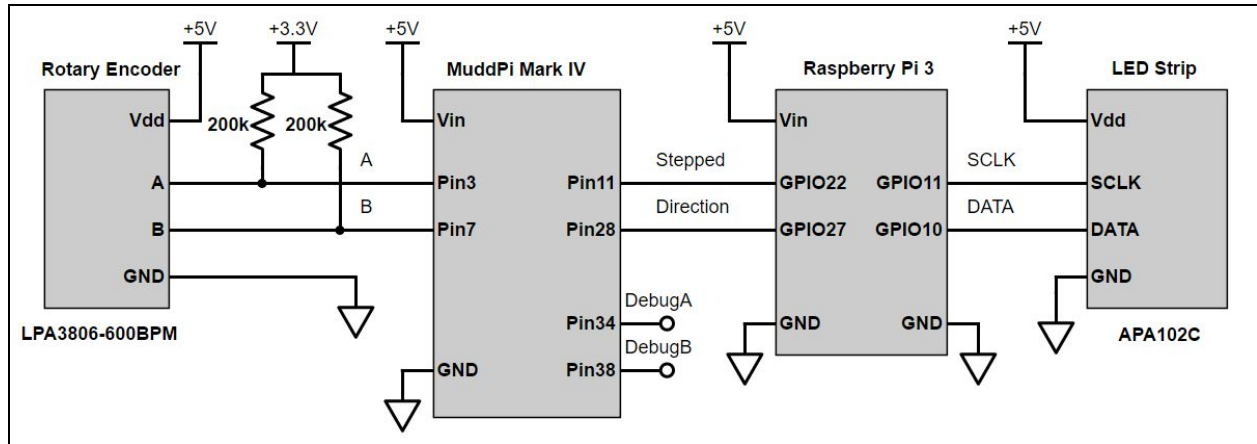 +5V
+3.3V
+5V
+5V
+5V
Rotary Encoder
MuddPi Mark IV
Raspberry Pi 3
LED Strip
Vdd
200k
200k
Vin
Vin
Vdd
A
A
Pin3
Pin11
Stepped
GPIO22
GPIO11
SCLK
SCLK
B
B
Pin7
Pin28
Direction
GPIO27
GPIO10
DATA
DATA
GND
GND
DebugA
Pin34
GND
GND
LPA3806-600BPM
APA102C
DebugB
GND
Pin38